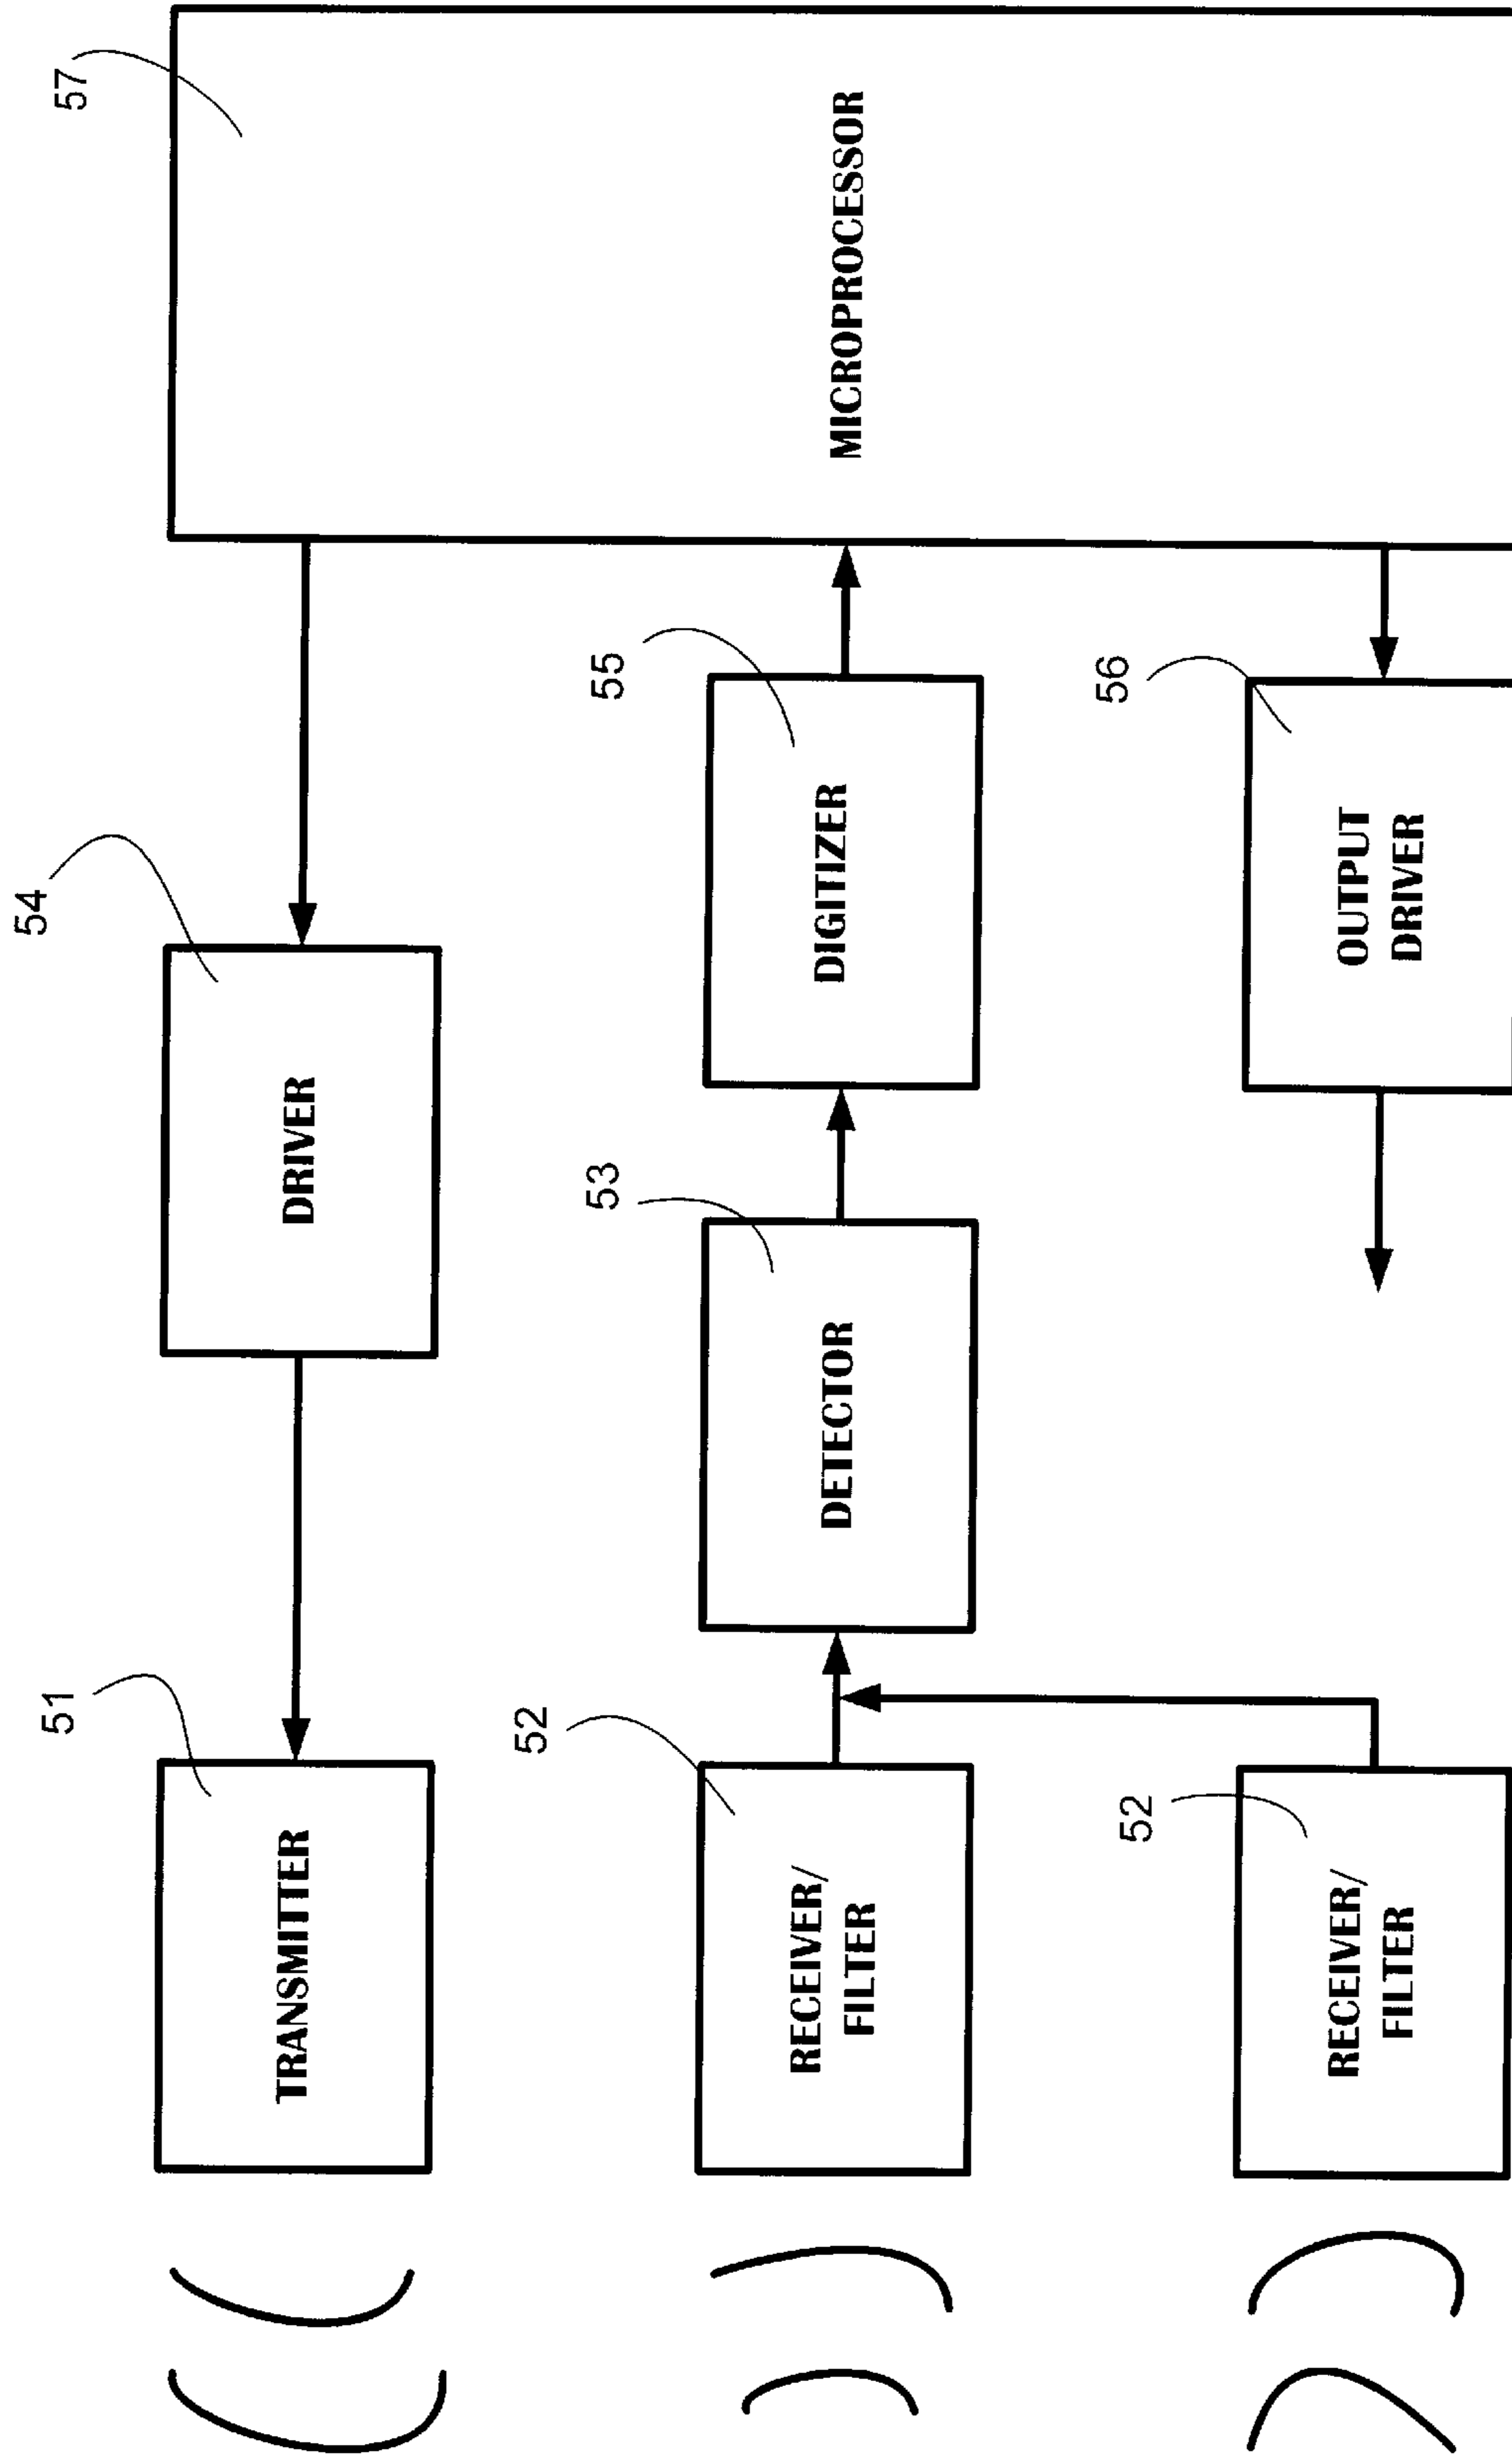 51
TRANSMITTER
54
DRIVER
57
MICROPROCESSOR
52
RECEIVER/
FILTER
53
DETECTOR
55
DIGITIZER
52
RECEIVER/
FILTER
56
OUTPUT
DRIVER